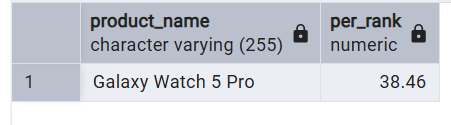 product_name per_rank
character varying (255) numeric
1 Galaxy Watch 5 Pro 38.46